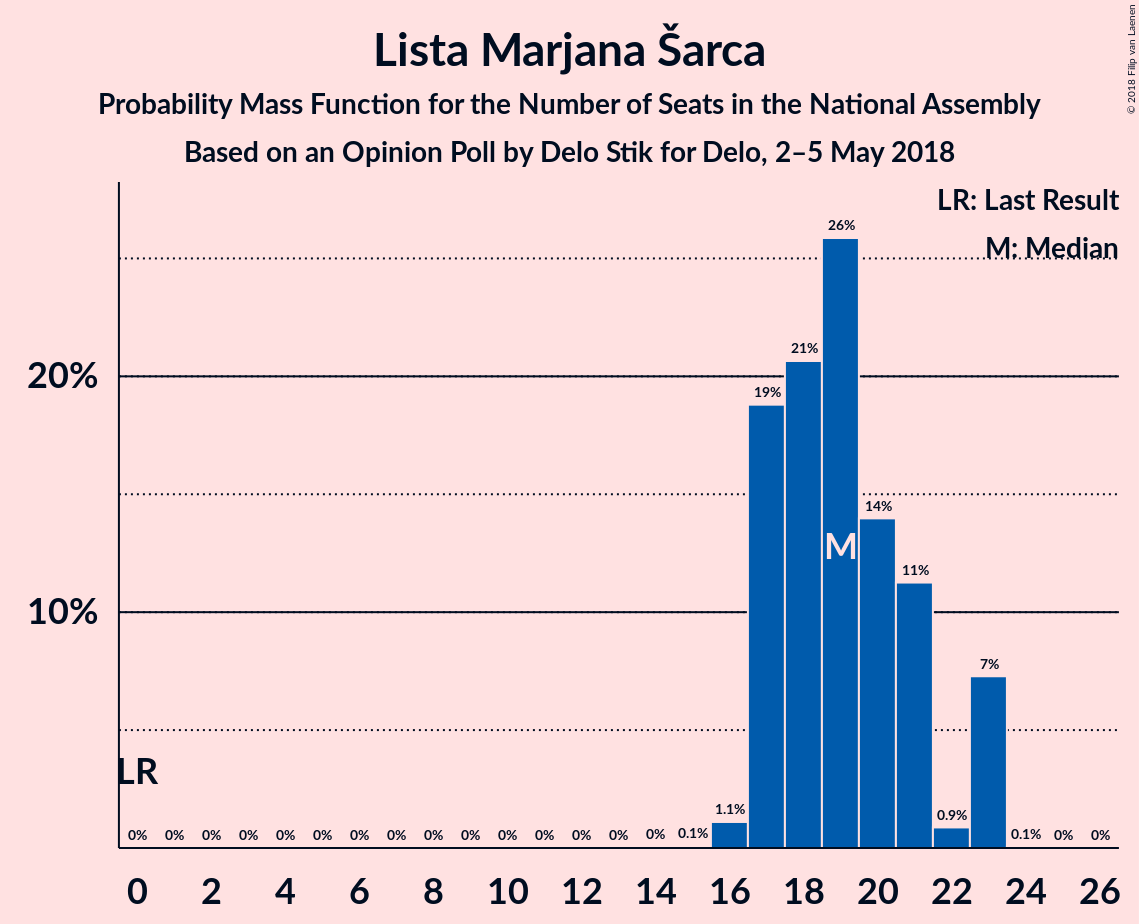 Lista Marjana Šarca
Probability Mass Function for the Number of Seats in the National Assembly
Based on an Opinion Poll by Delo Stik for Delo, 2–5 May 2018
© 2018 Filip van Laenen
LR: Last Result
M: Median
26%
21%
20%
19%
14%
M
11%
10%
7%
LR
1.1%
0.9%
0% 0% 0% 0% 0% 0% 0% 0% 0% 0% 0% 0% 0% 0% 0% 0.1% 0.1% 0% 0%
0 2 4 6 8 10 12 14 16 18 20 22 24 26